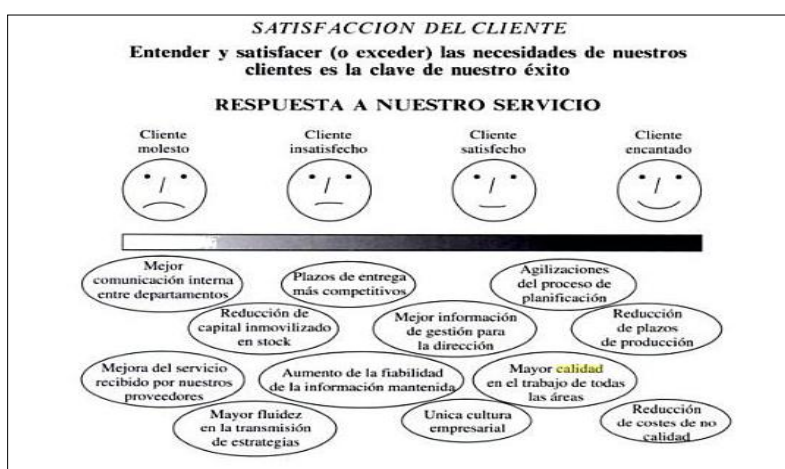 SATISFACCION DEL CLIENTE
Entender y satisfacer (o exceder) las necesidades de nuestros
clientes es la clave de nuestro éxito
RESPUESTA A NUESTRO SERVICIO
Cliente
molesto
Cliente
insatisfecho
Cliente
satisfecho
Cliente
encantado
Mejor
comunicación interna
entre departamentos
Plazos de entrega
más competitivos
Agilizaciones
del proceso de
planificación
Reducción de
capital inmovilizado
en stock
Mejor información
de gestión para
la dirección
Reducción
de plazos
de producción
Mejora del servicio
recibido por nuestros
proveedores
Aumento de la fiabilidad
de la información mantenida
Mayor calidad
en el trabajo de todas
las áreas
Mayor fluidez
en la transmisión
de estrategias
Unica cultura
empresarial
Reducción
de costes de no
calidad